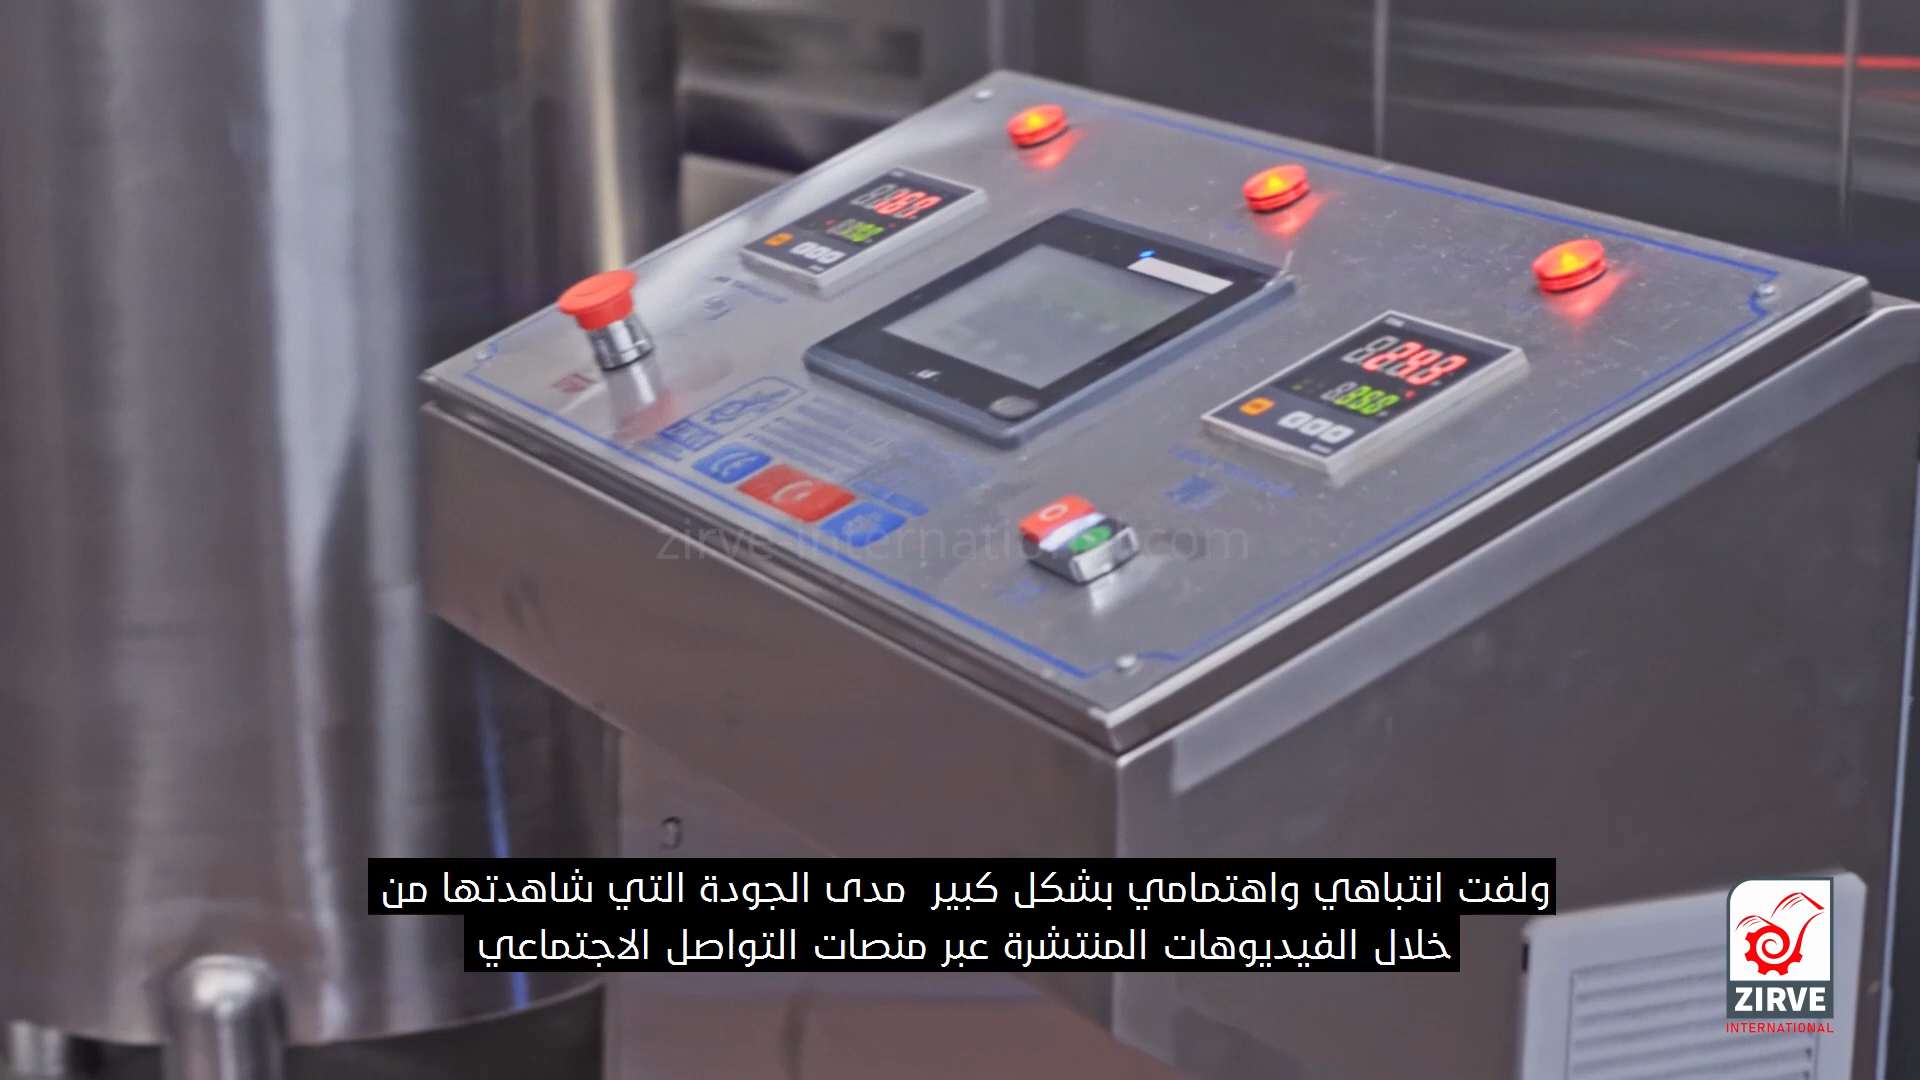 zirve-international.com
ولفت انتباهي واهتمامي بشكل كبير  مدى الجودة التي شاهدتها من
خلال الفيديوهات المنتشرة عبر منصات التواصل الاجتماعي
ZIRVE
INTERNATIONAL